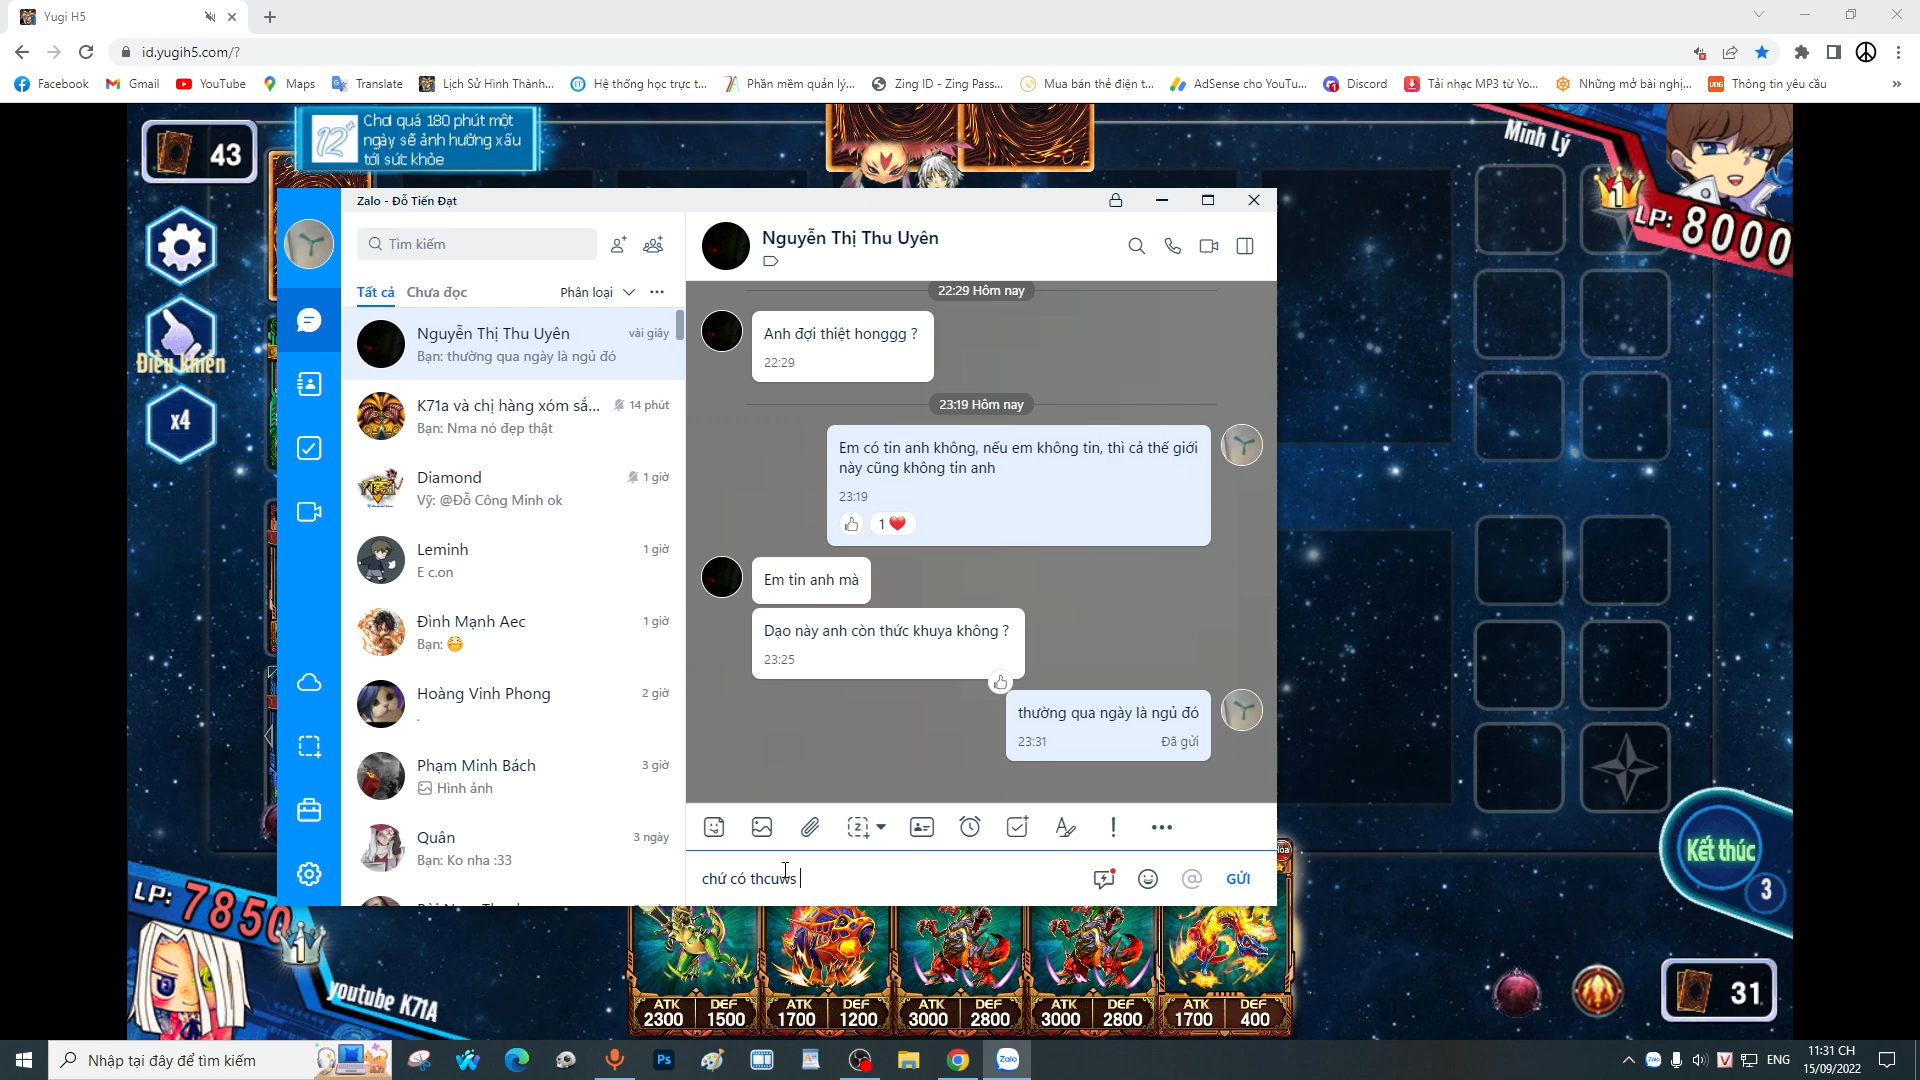 Yugi H5
id.yugih5.com/?
Facebook
Gmail
YouTube
Maps
Translate
Lịch Sử Hình Thành...
Hệ thống học trực t...
Phần mềm quản lý...
Zing ID - Zing Pass...
Mua bán thẻ điện t...
AdSense cho YouTu...
Discord
Tải nhạc MP3 từ Yo...
Những mở bài nghị...
Thông tin yêu cầu
43
12+
Chơi quá 180 phút một
ngày sẽ ảnh hưởng xấu
tới sức khỏe
Minh Lý
1
LP: 8000
Điều khiển
x4
Zalo - Đỗ Tiến Đạt
Tìm kiếm
Tất cả
Chưa đọc
Phân loại
Nguyễn Thị Thu Uyên
vài giây
Bạn: thường qua ngày là ngủ đó
K71a và chị hàng xóm sắ...
14 phút
Bạn: Nma nó đẹp thật
Diamond
1 giờ
Vỹ: @Đỗ Công Minh ok
Leminh
1 giờ
E c.on
Đình Mạnh Aec
1 giờ
Bạn:
Hoàng Vinh Phong
2 giờ
.
Phạm Minh Bách
3 giờ
Hình ảnh
Quân
3 ngày
Bạn: Ko nha :33
Nguyễn Thị Thu Uyên
22:29 Hôm nay
Anh đợi thiệt honggg ?
22:29
23:19 Hôm nay
Em có tin anh không, nếu em không tin, thì cả thế giới
này cũng không tin anh
23:19
1
Em tin anh mà
Dạo này anh còn thức khuya không ?
23:25
thường qua ngày là ngủ đó
23:31
Đã gửi
chứ có thcuws
GỬI
Kết thúc
3
LP: 7850
1
youtube K71A
ATK DEF
2300 1500
ATK DEF
1700 1200
ATK DEF
3000 2800
ATK DEF
3000 2800
ATK DEF
1700 400
31
Nhập tại đây để tìm kiếm
Ps
Zalo
V
ENG
11:31 CH
15/09/2022